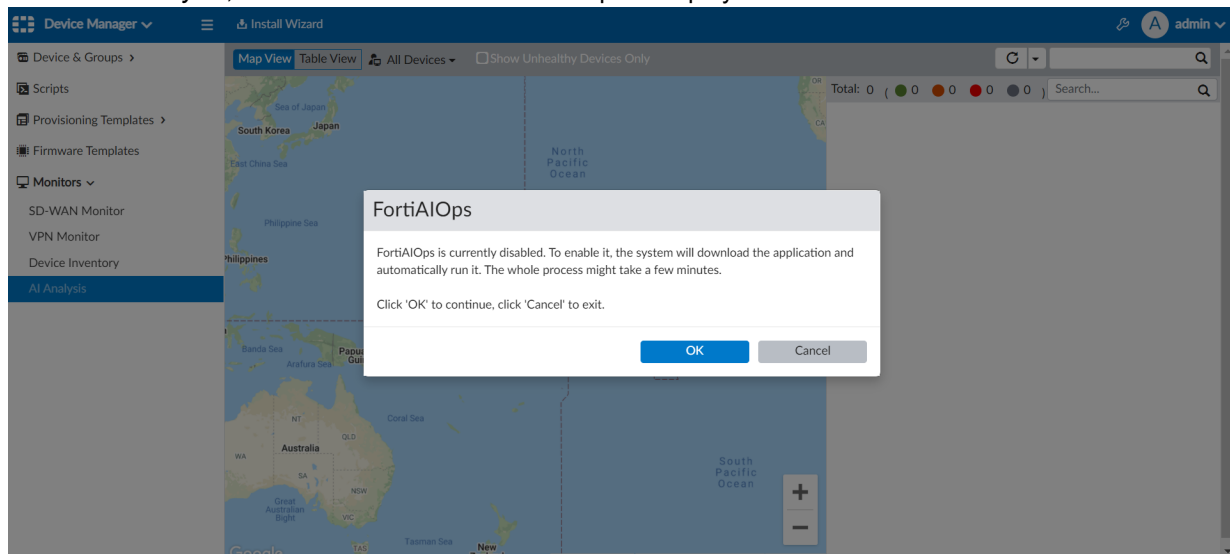 Device Manager
Install Wizard
admin
A
Device & Groups
Map View
Table View
All Devices
Show Unhealthy Devices Only
Scripts
Total: 0 ( 0 0 0 0 )
Search...
Provisioning Templates
Firmware Templates
Monitors
SD-WAN Monitor
VPN Monitor
Device Inventory
AI Analysis
OR
CA
Sea of Japan
South Korea
Japan
East China Sea
North
Pacific
Ocean
Philippine Sea
Philippines
FortiAIOps
FortiAIOps is currently disabled. To enable it, the system will download the application and
automatically run it. The whole process might take a few minutes.
Click 'OK' to continue, click 'Cancel' to exit.
OK
Cancel
Banda Sea
Arafura Sea
Coral Sea
NT
QLD
Australia
WA
SA
NSW
Great
Australian
Bight
VIC
South
Pacific
Ocean
+
−
Google
TAS
Tasman Sea
New